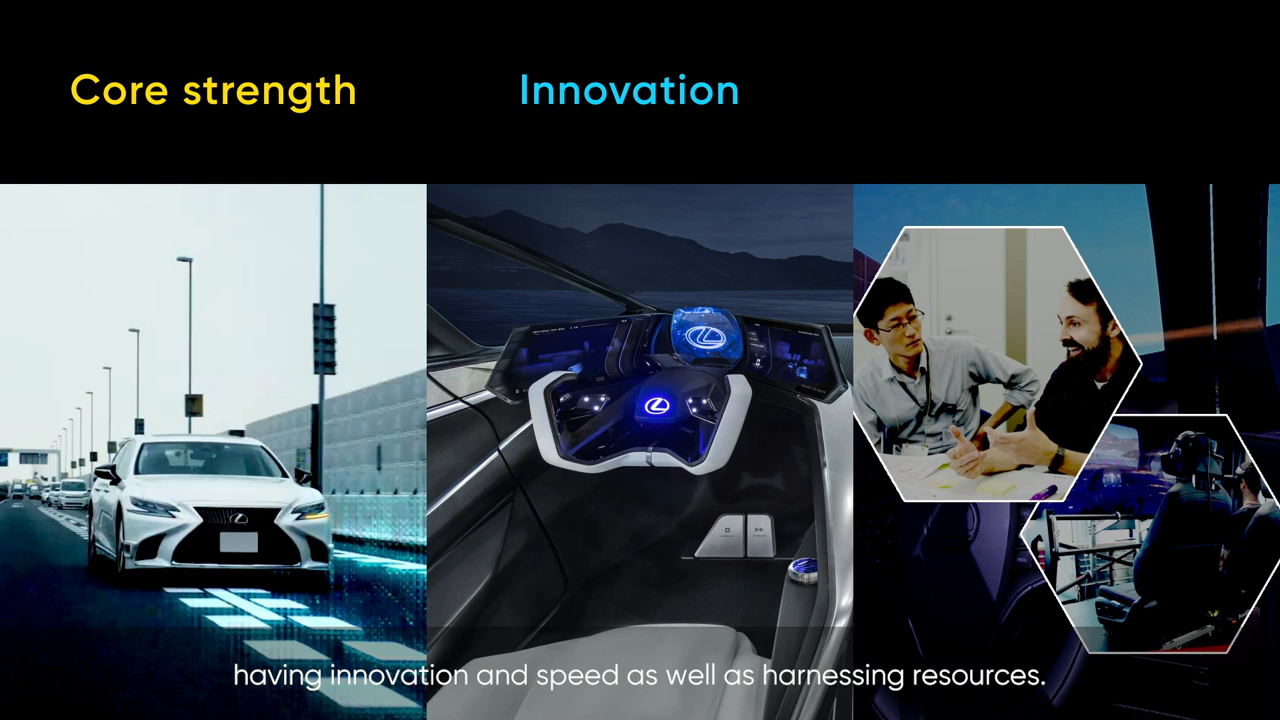 Core strength
Innovation
having innovation and speed as well as harnessing resources.